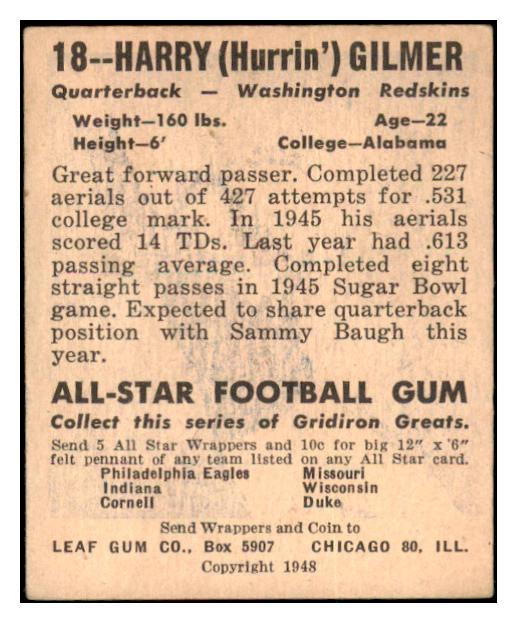 18--HARRY (Hurrin') GILMER
Quarterback — Washington Redskins
Weight—160 lbs. Age—22
Height—6' College—Alabama
Great forward passer. Completed 227
aerials out of 427 attempts for .531
college mark. In 1945 his aerials
scored 14 TDs. Last year had .613
passing average. Completed eight
straight passes in 1945 Sugar Bowl
game. Expected to share quarterback
position with Sammy Baugh this
year.
ALL-STAR FOOTBALL GUM
Collect this series of Gridiron Greats.
Send 5 All Star Wrappers and 10c for big 12" x '6"
felt pennant of any team listed on any All Star card.
Philadelphia Eagles Missouri
Indiana Wisconsin
Cornell Duke
Send Wrappers and Coin to
LEAF GUM CO., Box 5907 CHICAGO 80, ILL.
Copyright 1948